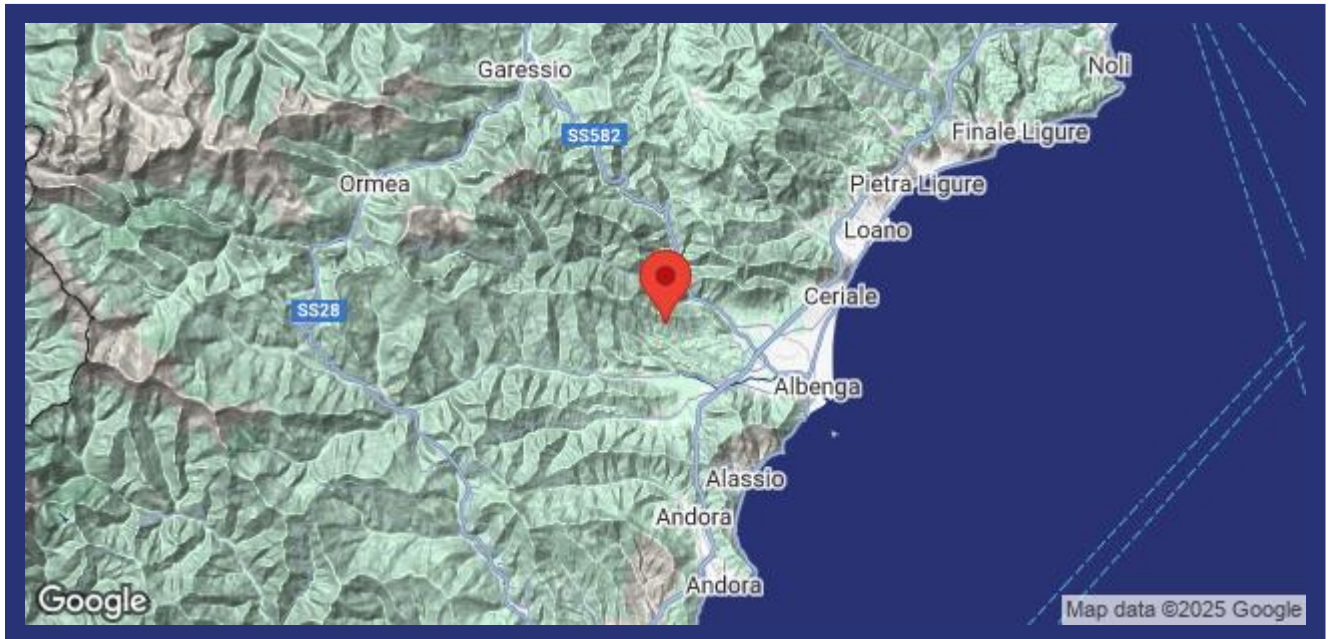 Noli
Garessio
SS582
Finale Ligure
Ormea
Pietra Ligure
Loano
Ceriale
SS28
Albenga
Alassio
Andora
Andora
Google
Map data ©2025 Google